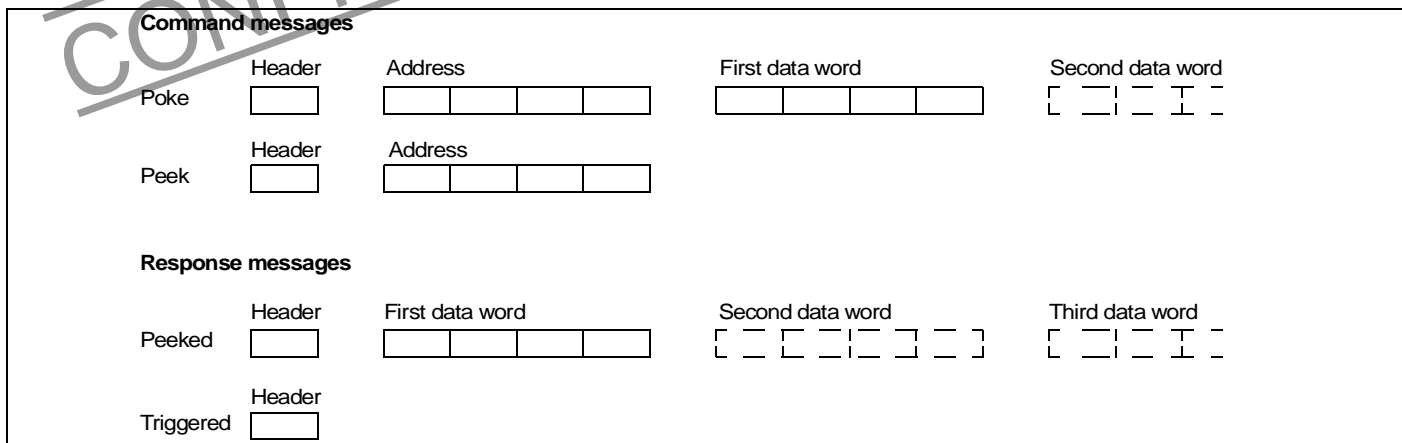 Command messages
Header Address First data word Second data word
Poke
Header Address
Peek
Response messages
Header First data word Second data word Third data word
Peeked
Header
Triggered